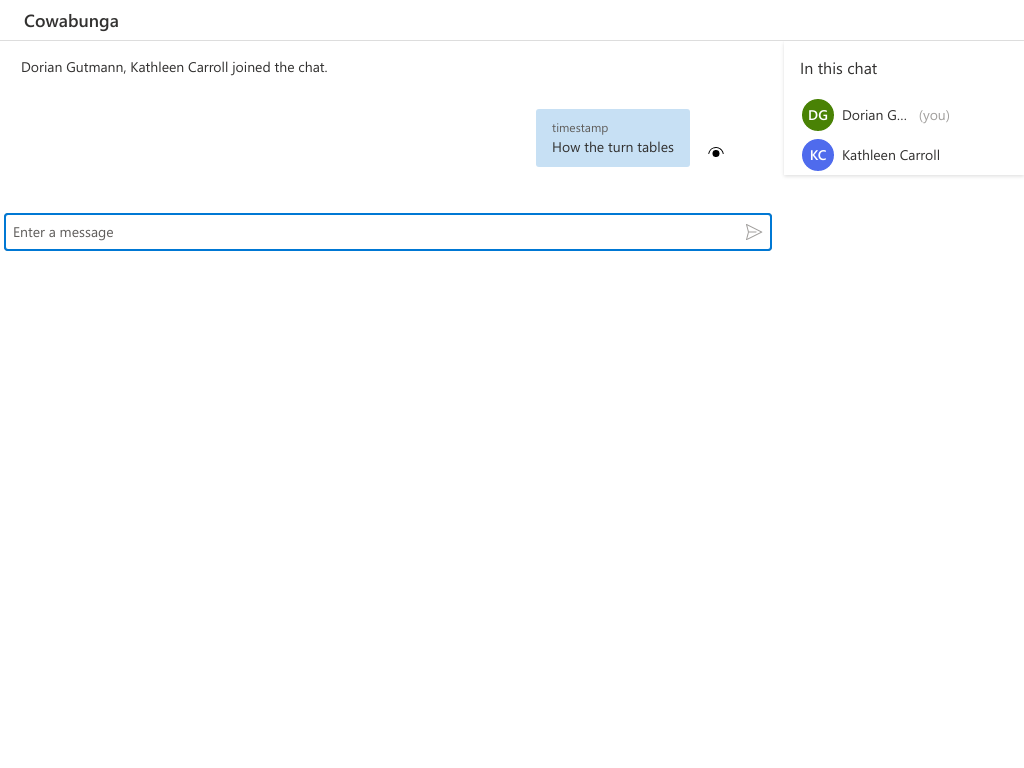 Cowabunga
Dorian Gutmann, Kathleen Carroll joined the chat.
timestamp
How the turn tables
Enter a message
In this chat
DG Dorian G... (you)
KC Kathleen Carroll